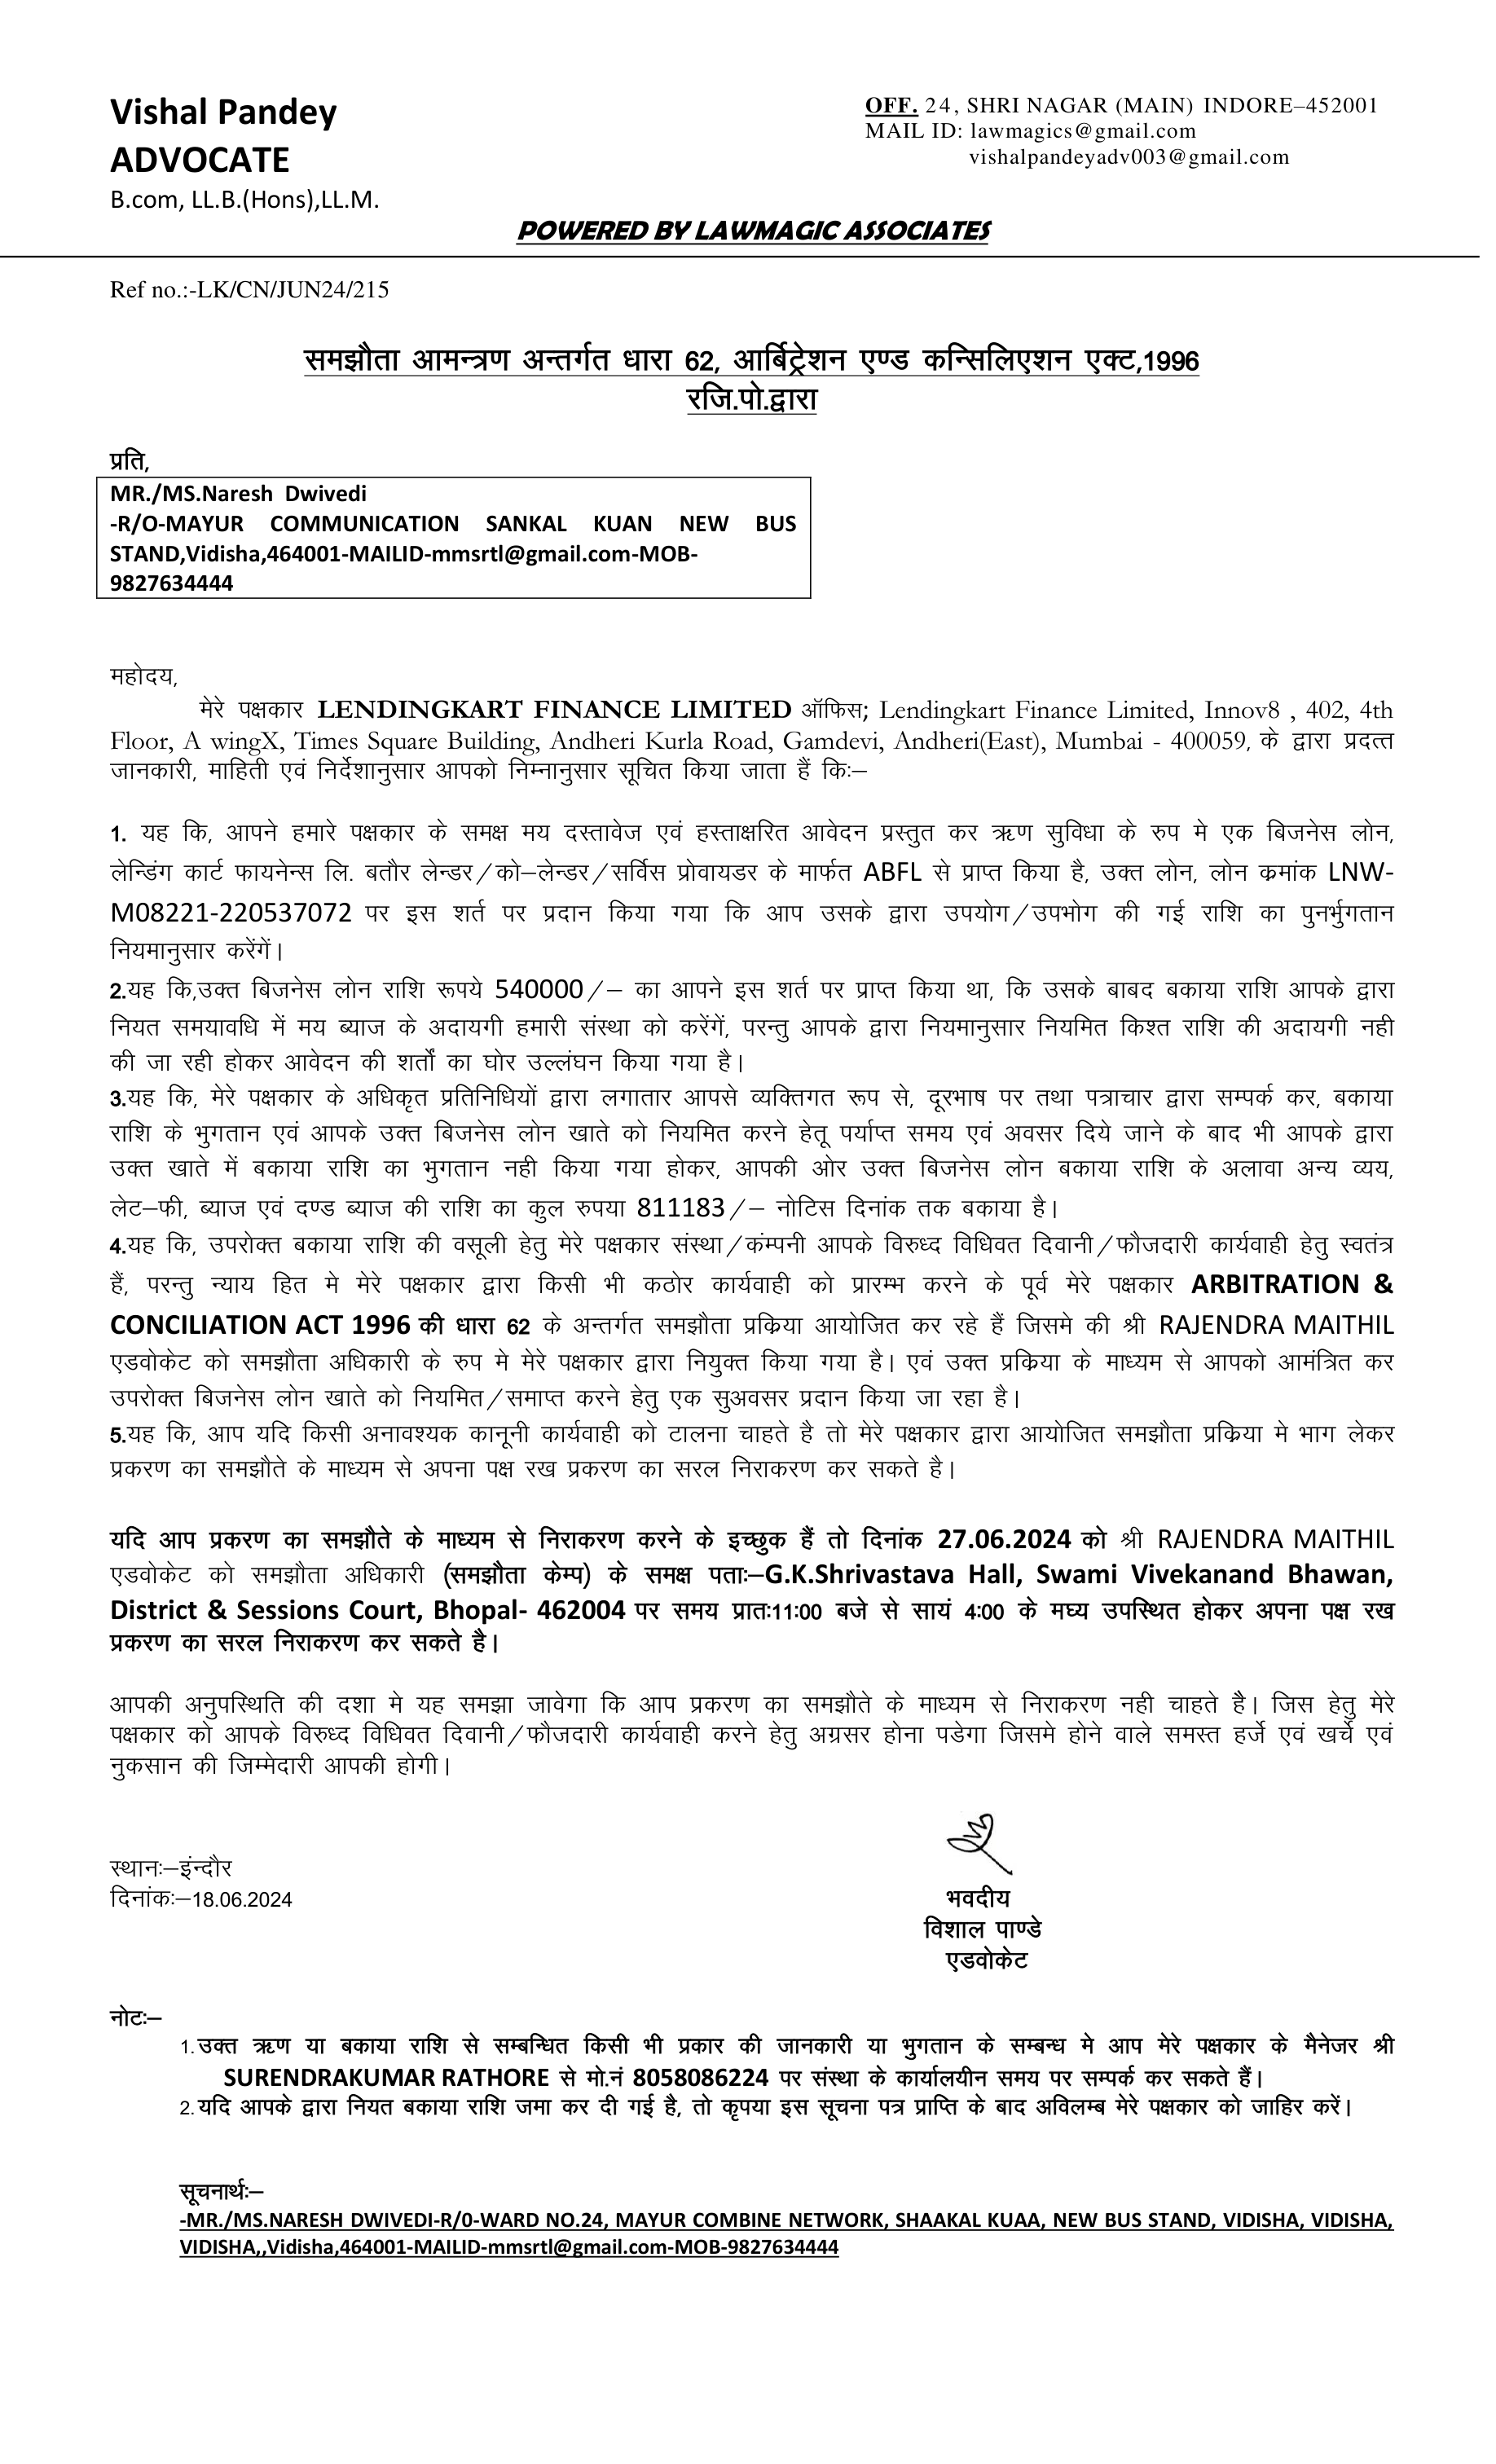 Vishal Pandey
ADVOCATE
B.com, LL.B.(Hons),LL.M.
OFF. 24, SHRI NAGAR (MAIN) INDORE–452001
MAIL ID: lawmagics@gmail.com
vishalpandeyadv003@gmail.com
POWERED BY LAWMAGIC ASSOCIATES
Ref no.:-LK/CN/JUN24/215
समझौता आमन्त्रण अन्तर्गत धारा 62, आर्बिट्रेशन एण्ड कन्सिलिएशन एक्ट,1996
रजि.पो.द्वारा
प्रति,
MR./MS.Naresh Dwivedi
-R/O-MAYUR COMMUNICATION SANKAL KUAN NEW BUS
STAND,Vidisha,464001-MAILID-mmsrtl@gmail.com-MOB-
9827634444
महोदय,
मेरे पक्षकार LENDINGKART FINANCE LIMITED ऑफिस; Lendingkart Finance Limited, Innov8 , 402, 4th
Floor, A wingX, Times Square Building, Andheri Kurla Road, Gamdevi, Andheri(East), Mumbai - 400059, के द्वारा प्रदत्त
जानकारी, माहिती एवं निर्देशानुसार आपको निम्नानुसार सूचित किया जाता हैं किः–
1. यह कि, आपने हमारे पक्षकार के समक्ष मय दस्तावेज एवं हस्ताक्षरित आवेदन प्रस्तुत कर ऋण सुविधा के रुप मे एक बिजनेस लोन,
लेन्डिंग कार्ट फायनेन्स लि. बतौर लेन्डर/को–लेन्डर/सर्विस प्रोवायडर के मार्फत ABFL से प्राप्त किया है, उक्त लोन, लोन क्रमांक LNW-
M08221-220537072 पर इस शर्त पर प्रदान किया गया कि आप उसके द्वारा उपयोग/उपभोग की गई राशि का पुनर्भुगतान
नियमानुसार करेंगें।
2.यह कि,उक्त बिजनेस लोन राशि रूपये 540000/– का आपने इस शर्त पर प्राप्त किया था, कि उसके बाबद बकाया राशि आपके द्वारा
नियत समयावधि में मय ब्याज के अदायगी हमारी संस्था को करेंगें, परन्तु आपके द्वारा नियमानुसार नियमित किश्त राशि की अदायगी नही
की जा रही होकर आवेदन की शर्तों का घोर उल्लंघन किया गया है।
3.यह कि, मेरे पक्षकार के अधिकृत प्रतिनिधियों द्वारा लगातार आपसे व्यक्तिगत रूप से, दूरभाष पर तथा पत्राचार द्वारा सम्पर्क कर, बकाया
राशि के भुगतान एवं आपके उक्त बिजनेस लोन खाते को नियमित करने हेतू पर्याप्त समय एवं अवसर दिये जाने के बाद भी आपके द्वारा
उक्त खाते में बकाया राशि का भुगतान नही किया गया होकर, आपकी ओर उक्त बिजनेस लोन बकाया राशि के अलावा अन्य व्यय,
लेट–फी, ब्याज एवं दण्ड ब्याज की राशि का कुल रुपया 811183/– नोटिस दिनांक तक बकाया है।
4.यह कि, उपरोक्त बकाया राशि की वसूली हेतु मेरे पक्षकार संस्था/कंम्पनी आपके विरुध्द विधिवत दिवानी/फौजदारी कार्यवाही हेतु स्वतंत्र
हैं, परन्तु न्याय हित मे मेरे पक्षकार द्वारा किसी भी कठोर कार्यवाही को प्रारम्भ करने के पूर्व मेरे पक्षकार ARBITRATION &
CONCILIATION ACT 1996 की धारा 62 के अन्तर्गत समझौता प्रक्रिया आयोजित कर रहे हैं जिसमे की श्री RAJENDRA MAITHIL
एडवोकेट को समझौता अधिकारी के रुप मे मेरे पक्षकार द्वारा नियुक्त किया गया है। एवं उक्त प्रक्रिया के माध्यम से आपको आमंत्रित कर
उपरोक्त बिजनेस लोन खाते को नियमित/समाप्त करने हेतु एक सुअवसर प्रदान किया जा रहा है।
5.यह कि, आप यदि किसी अनावश्यक कानूनी कार्यवाही को टालना चाहते है तो मेरे पक्षकार द्वारा आयोजित समझौता प्रक्रिया मे भाग लेकर
प्रकरण का समझौते के माध्यम से अपना पक्ष रख प्रकरण का सरल निराकरण कर सकते है।
यदि आप प्रकरण का समझौते के माध्यम से निराकरण करने के इच्छुक हैं तो दिनांक 27.06.2024 को श्री RAJENDRA MAITHIL
एडवोकेट को समझौता अधिकारी (समझौता केम्प) के समक्ष पताः–G.K.Shrivastava Hall, Swami Vivekanand Bhawan,
District & Sessions Court, Bhopal- 462004 पर समय प्रातः11:00 बजे से सायं 4:00 के मघ्य उपस्थित होकर अपना पक्ष रख
प्रकरण का सरल निराकरण कर सकते है।
आपकी अनुपस्थिति की दशा मे यह समझा जावेगा कि आप प्रकरण का समझौते के माध्यम से निराकरण नही चाहते है। जिस हेतु मेरे
पक्षकार को आपके विरुध्द विधिवत दिवानी/फौजदारी कार्यवाही करने हेतु अग्रसर होना पडेगा जिसमे होने वाले समस्त हर्जे एवं खर्चे एवं
नुकसान की जिम्मेदारी आपकी होगी।
स्थानः–इंन्दौर
दिनांकः–18.06.2024
भवदीय
विशाल पाण्डे
एडवोकेट
नोटः–
1.उक्त ऋण या बकाया राशि से सम्बन्धित किसी भी प्रकार की जानकारी या भुगतान के सम्बन्ध मे आप मेरे पक्षकार के मैनेजर श्री
SURENDRAKUMAR RATHORE से मो.नं 8058086224 पर संस्था के कार्यालयीन समय पर सम्पर्क कर सकते हैं।
2.यदि आपके द्वारा नियत बकाया राशि जमा कर दी गई है, तो कृपया इस सूचना पत्र प्राप्ति के बाद अविलम्ब मेरे पक्षकार को जाहिर करें।
सूचनार्थः–
-MR./MS.NARESH DWIVEDI-R/0-WARD NO.24, MAYUR COMBINE NETWORK, SHAAKAL KUAA, NEW BUS STAND, VIDISHA, VIDISHA,
VIDISHA,,Vidisha,464001-MAILID-mmsrtl@gmail.com-MOB-9827634444